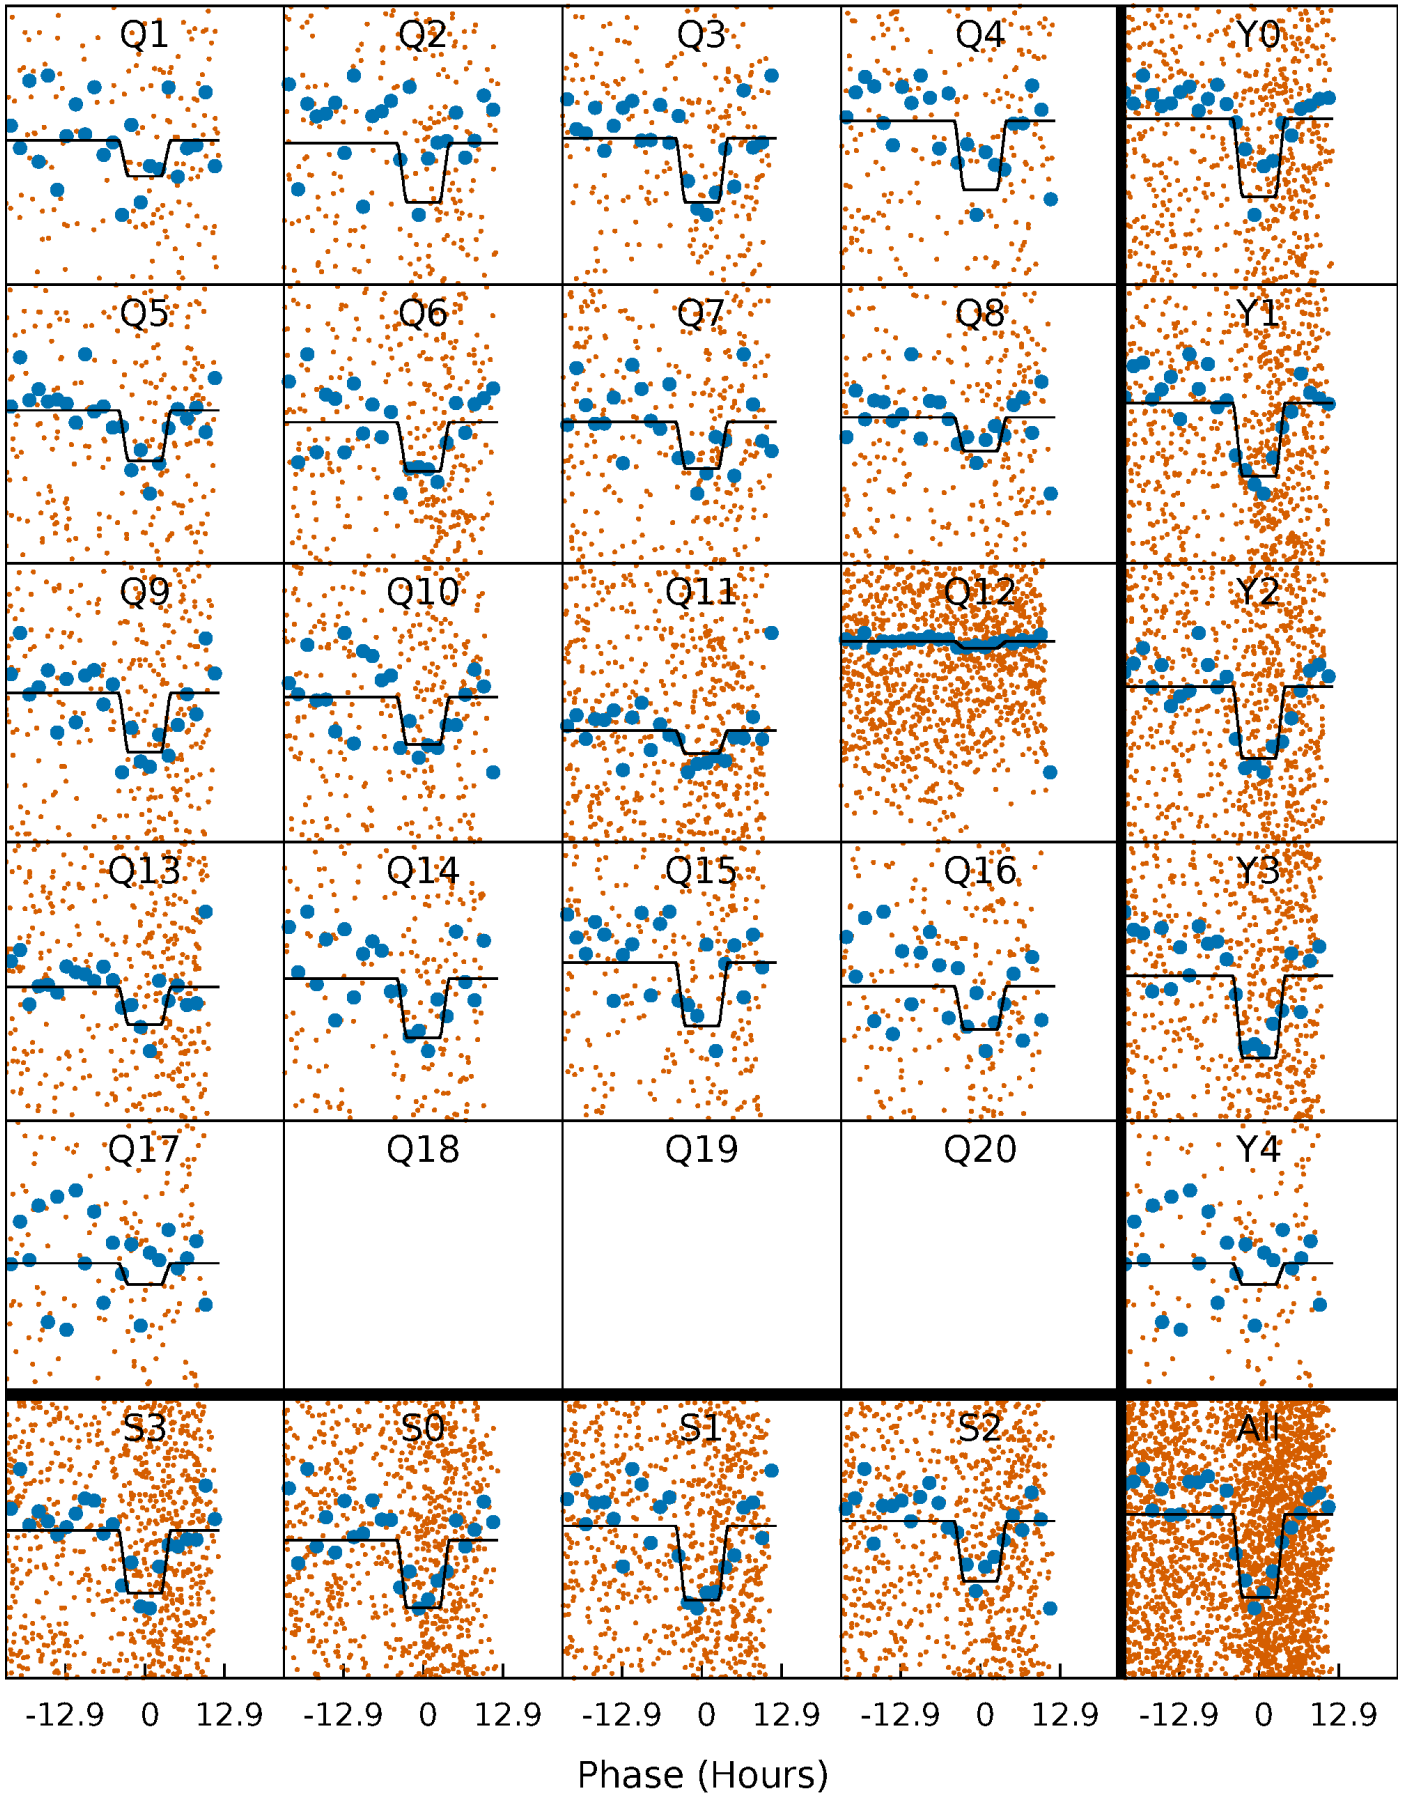 Q1 Q2 Q3 Q4 Y0
Q5 Q6 Q7 Q8 Y1
Q9 Q10 Q11 Q12 Y2
Q13 Q14 Q15 Q16 Y3
Q17 Q18 Q19 Q20 Y4
S3 S0 S1 S2 All
-12.9 0 12.9 -12.9 0 12.9 -12.9 0 12.9 -12.9 0 12.9 -12.9 0 12.9
Phase (Hours)